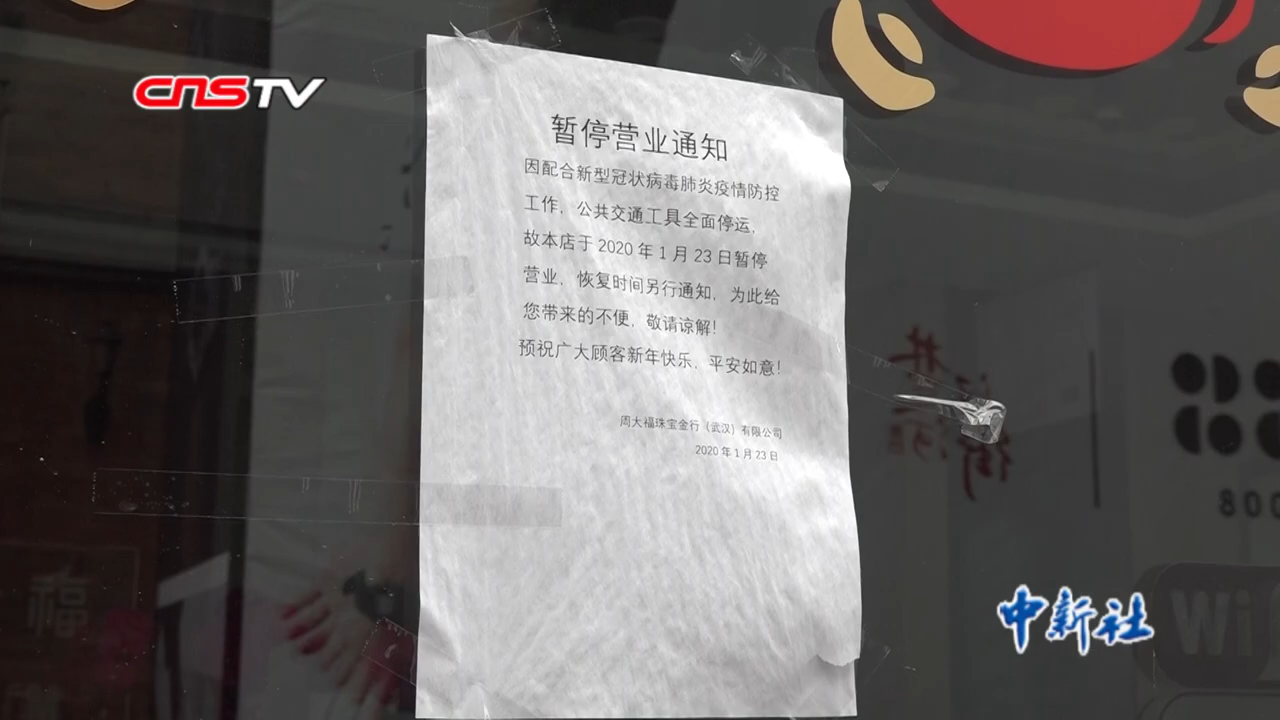 CNSTV
暂停营业通知
因配合新型冠状病毒肺炎疫情防控
工作，公共交通工具全面停运，
故本店于 2020 年 1 月 23 日暂停
营业，恢复时间另行通知，为此给
您带来的不便，敬请谅解！
预祝广大顾客新年快乐，平安如意！
周大福珠宝金行（武汉）有限公司
2020 年 1 月 23 日
福
800
中新社
Wi